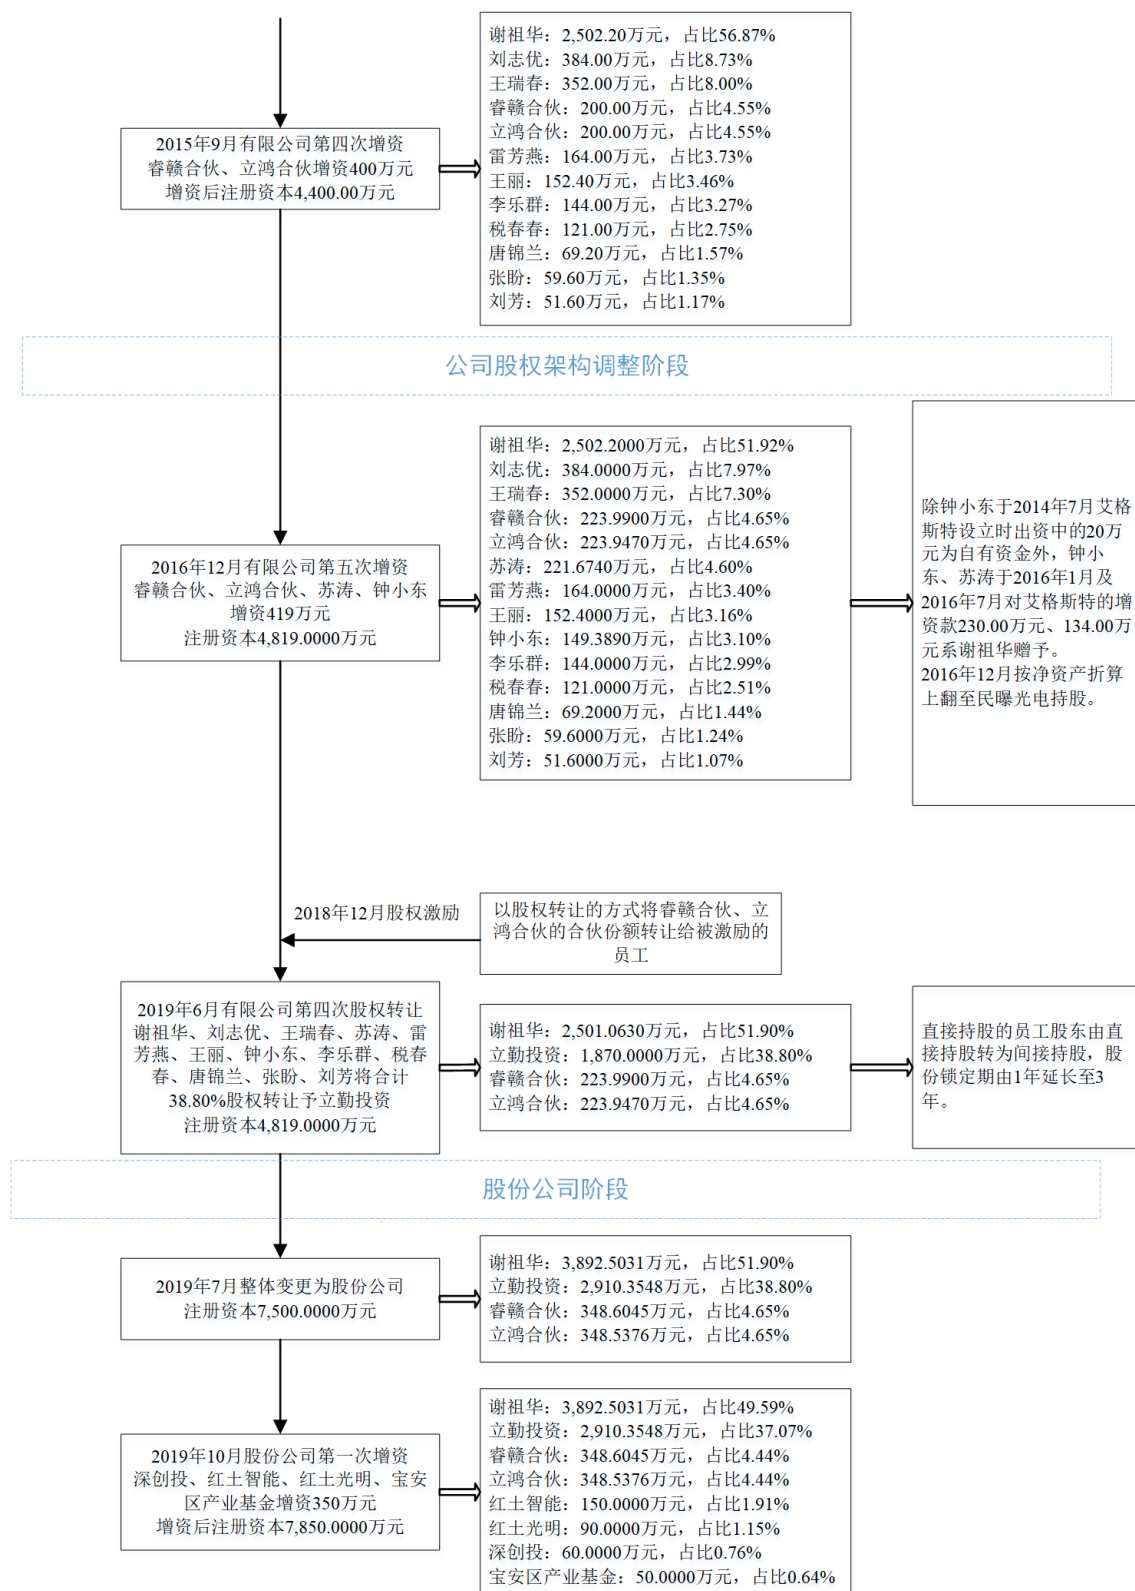 谢祖华：2,502.20万元，占比56.87%
刘志优：384.00万元，占比8.73%
王瑞春：352.00万元，占比8.00%
睿赣合伙：200.00万元，占比4.55%
立鸿合伙：200.00万元，占比4.55%
雷芳燕：164.00万元，占比3.73%
王丽：152.40万元，占比3.46%
李乐群：144.00万元，占比3.27%
税春春：121.00万元，占比2.75%
唐锦兰：69.20万元，占比1.57%
张盼：59.60万元，占比1.35%
刘芳：51.60万元，占比1.17%
2015年9月有限公司第四次增资
睿赣合伙、立鸿合伙增资400万元
增资后注册资本4,400.00万元
公司股权架构调整阶段
谢祖华：2,502.2000万元，占比51.92%
刘志优：384.0000万元，占比7.97%
王瑞春：352.0000万元，占比7.30%
睿赣合伙：223.9900万元，占比4.65%
立鸿合伙：223.9470万元，占比4.65%
苏涛：221.6740万元，占比4.60%
雷芳燕：164.0000万元，占比3.40%
王丽：152.4000万元，占比3.16%
钟小东：149.3890万元，占比3.10%
李乐群：144.0000万元，占比2.99%
税春春：121.0000万元，占比2.51%
唐锦兰：69.2000万元，占比1.44%
张盼：59.6000万元，占比1.24%
刘芳：51.6000万元，占比1.07%
2016年12月有限公司第五次增资
睿赣合伙、立鸿合伙、苏涛、钟小东
增资419万元
注册资本4,819.0000万元
除钟小东于2014年7月艾格
斯特设立时出资中的20万
元为自有资金外，钟小
东、苏涛于2016年1月及
2016年7月对艾格斯特的增
资款230.00万元、134.00万
元系谢祖华赠予。
2016年12月按净资产折算
上翻至民曝光电持股。
2018年12月股权激励
以股权转让的方式将睿赣合伙、立
鸿合伙的合伙份额转让给被激励的
员工
2019年6月有限公司第四次股权转让
谢祖华、刘志优、王瑞春、苏涛、雷
芳燕、王丽、钟小东、李乐群、税春
春、唐锦兰、张盼、刘芳将合计
38.80%股权转让予立勤投资
注册资本4,819.0000万元
谢祖华：2,501.0630万元，占比51.90%
立勤投资：1,870.0000万元，占比38.80%
睿赣合伙：223.9900万元，占比4.65%
立鸿合伙：223.9470万元，占比4.65%
直接持股的员工股东由直
接持股转为间接持股，股
份锁定期由1年延长至3
年。
股份公司阶段
2019年7月整体变更为股份公司
注册资本7,500.0000万元
谢祖华：3,892.5031万元，占比51.90%
立勤投资：2,910.3548万元，占比38.80%
睿赣合伙：348.6045万元，占比4.65%
立鸿合伙：348.5376万元，占比4.65%
2019年10月股份公司第一次增资
深创投、红土智能、红土光明、宝安
区产业基金增资350万元
增资后注册资本7,850.0000万元
谢祖华：3,892.5031万元，占比49.59%
立勤投资：2,910.3548万元，占比37.07%
睿赣合伙：348.6045万元，占比4.44%
立鸿合伙：348.5376万元，占比4.44%
红土智能：150.0000万元，占比1.91%
红土光明：90.0000万元，占比1.15%
深创投：60.0000万元，占比0.76%
宝安区产业基金：50.0000万元，占比0.64%